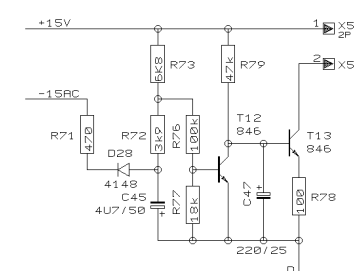 +15V
1
X5
2P
6K8
R73
47k
R79
2
X5
-15AC
R71
470
R72
3k9
R76
100k
T12
846
T13
846
D28
4148
C45
4U7/50
+
R77
18k
C47
+
R78
100
220/25